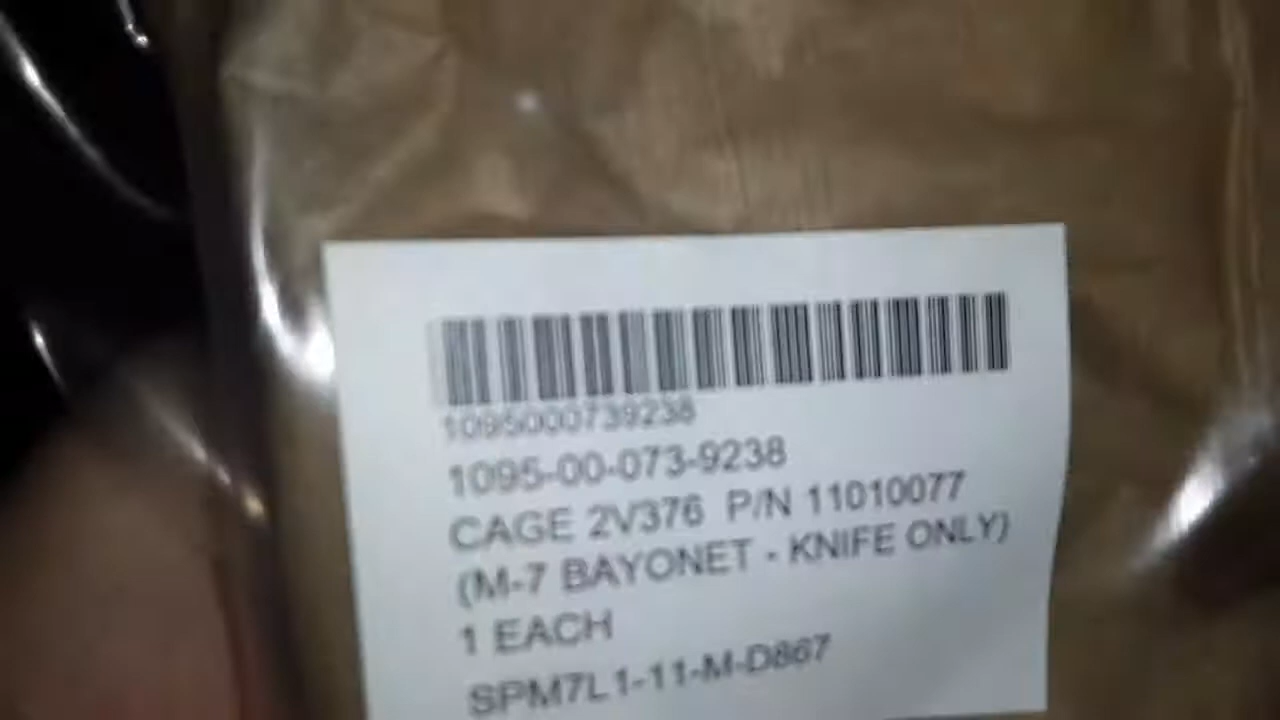 1095000739238
1095-00-073-9238
CAGE 2V376 P/N 11010077
(M-7 BAYONET - KNIFE ONLY)
1 EACH
SPM7L1-11-M-D867